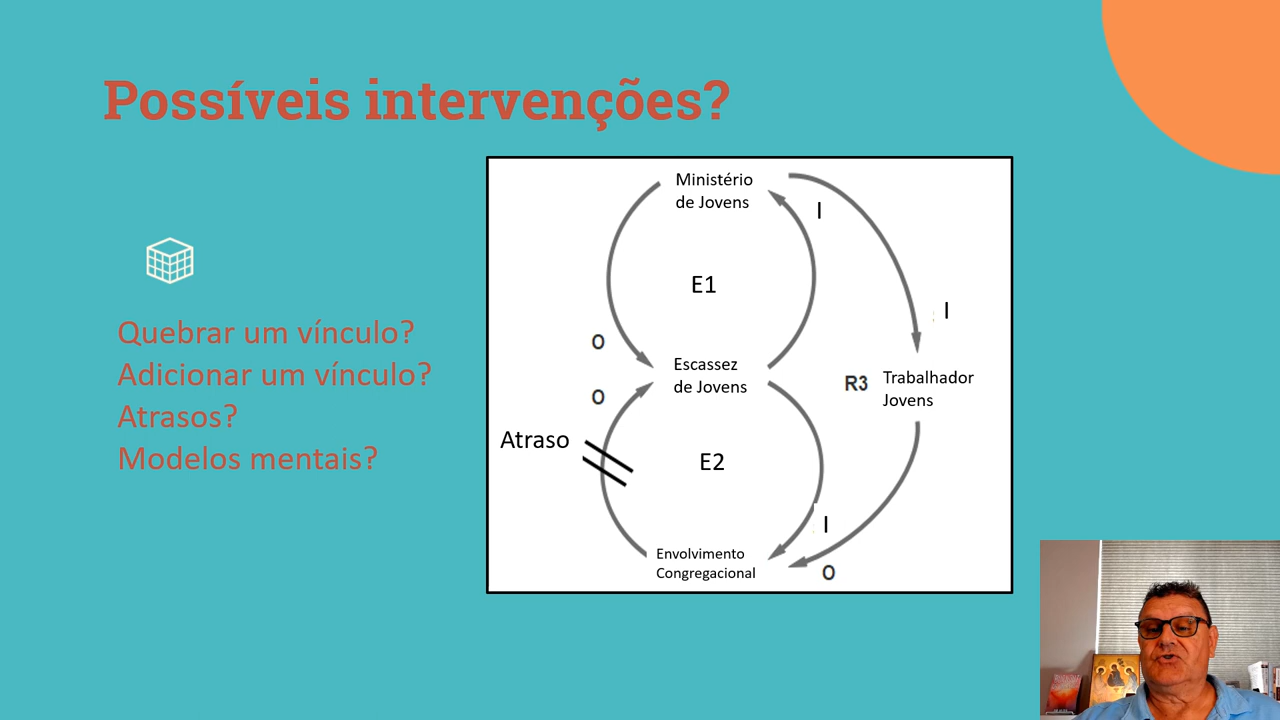 Possíveis intervenções?
Quebrar um vínculo?
Adicionar um vínculo?
Atrasos?
Modelos mentais?
Ministério
de Jovens
I
E1
I
O
Escassez
de Jovens
O
R3
Trabalhador
Jovens
Atraso
E2
I
Envolvimento
Congregacional
O